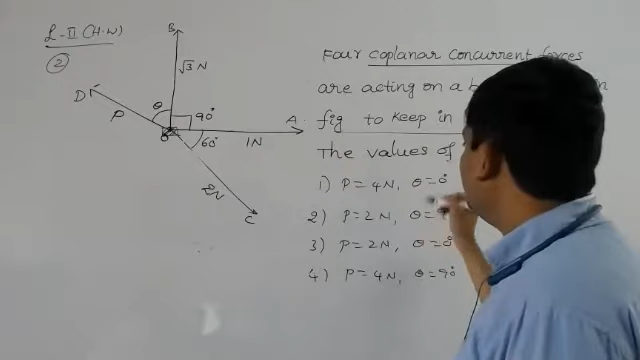 L-II (H.W)
2
B
√3 N
D
P
θ
90°
A
O
60°
1N
2N
C
Four coplanar concurrent forces
are acting on a b
fig to keep in
The values of
1) P=4N, θ=0°
2) P=2N, θ=9
3) P=2N, θ=0°
4) P=4N, θ=90°